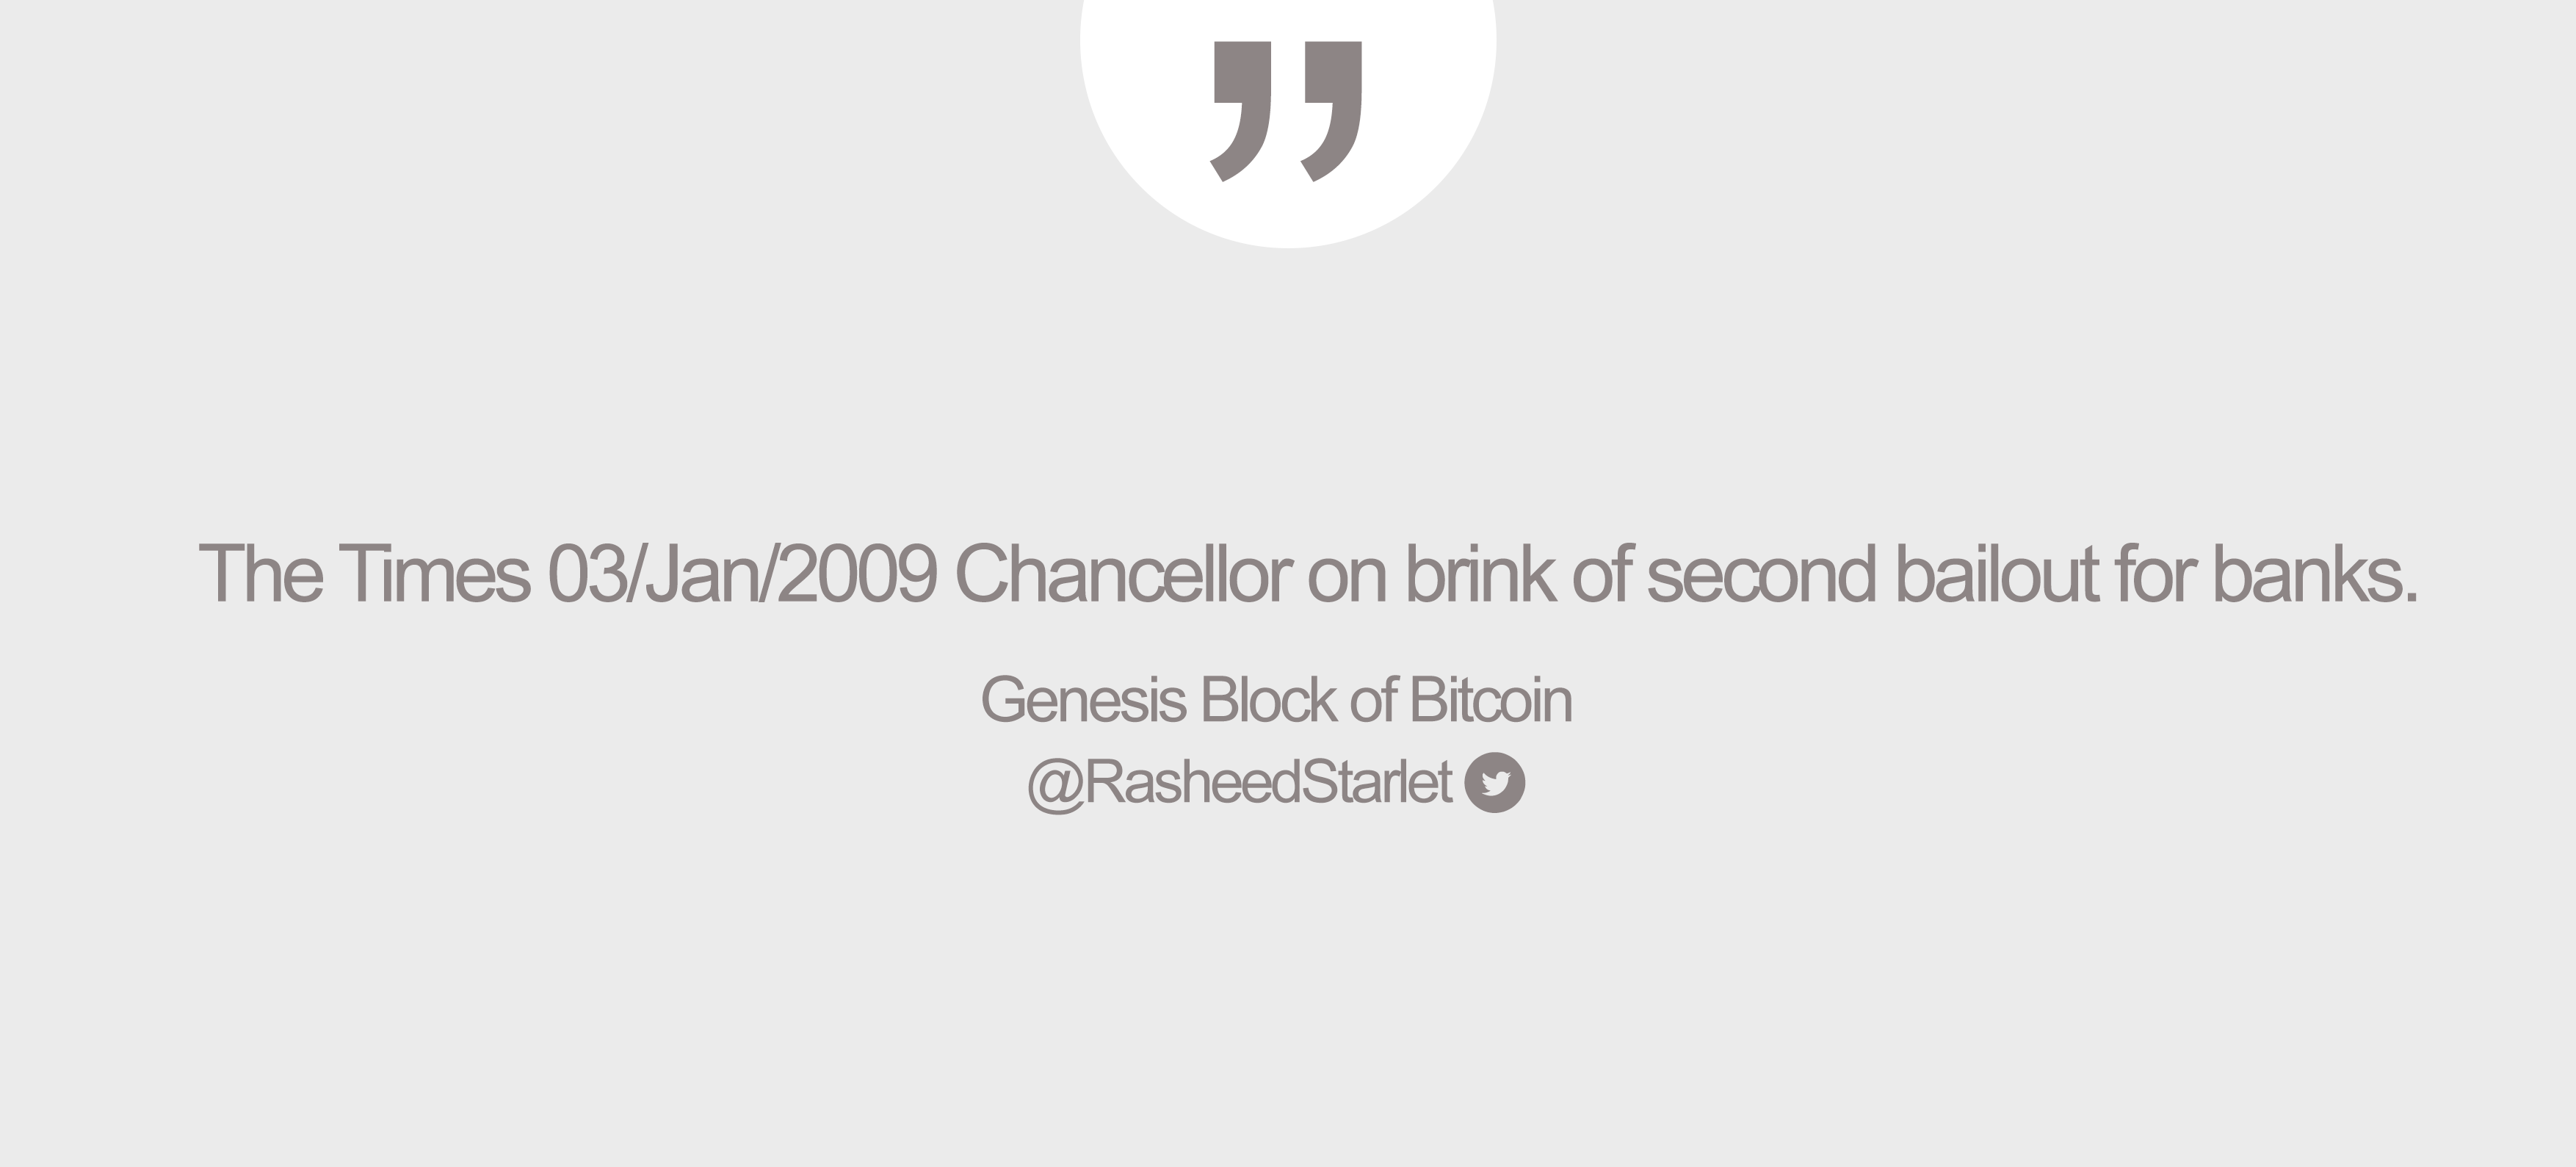 ”
The Times 03/Jan/2009 Chancellor on brink of second bailout for banks.
Genesis Block of Bitcoin
@RasheedStarlet